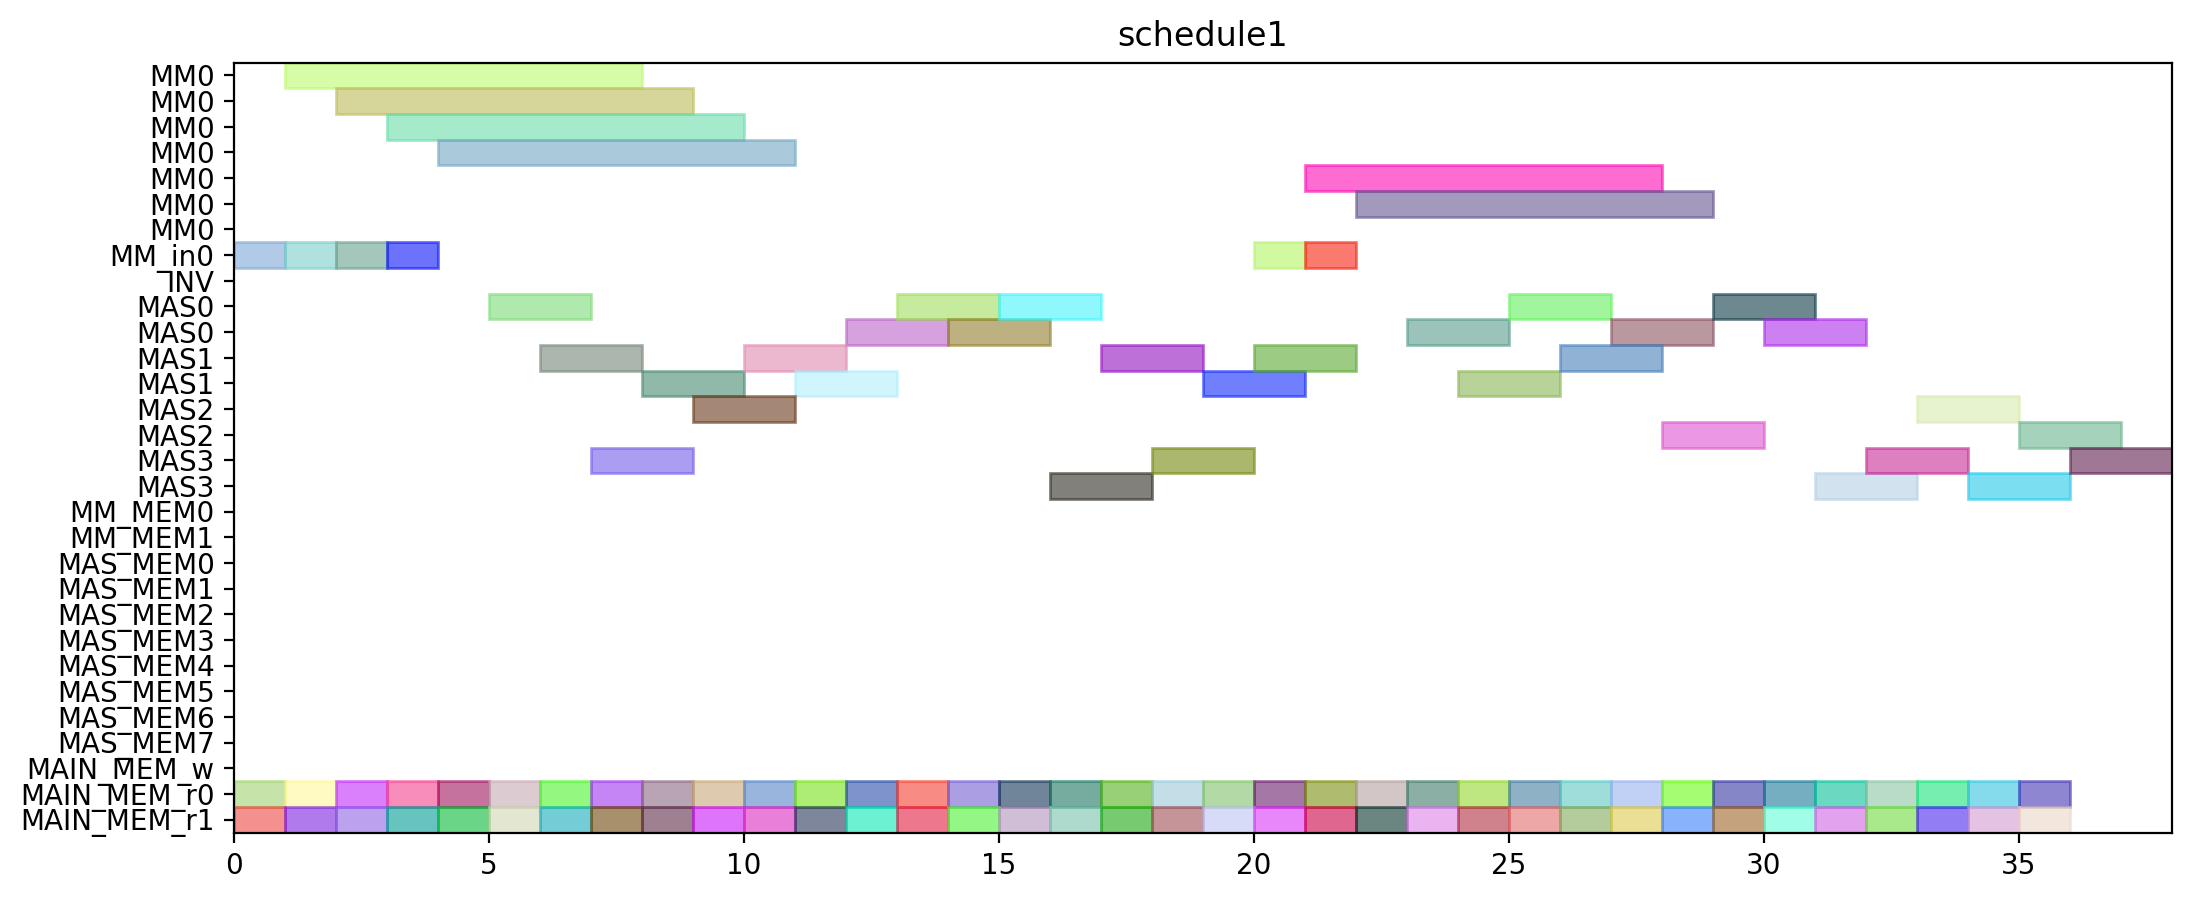 schedule1
MM0
MM0
MM0
MM0
MM0
MM0
MM0
MM_in0
INV
MAS0
MAS0
MAS1
MAS1
MAS2
MAS2
MAS3
MAS3
MM_MEM0
MM_MEM1
MAS_MEM0
MAS_MEM1
MAS_MEM2
MAS_MEM3
MAS_MEM4
MAS_MEM5
MAS_MEM6
MAS_MEM7
MAIN_MEM_w
MAIN_MEM_r0
MAIN_MEM_r1
0 5 10 15 20 25 30 35